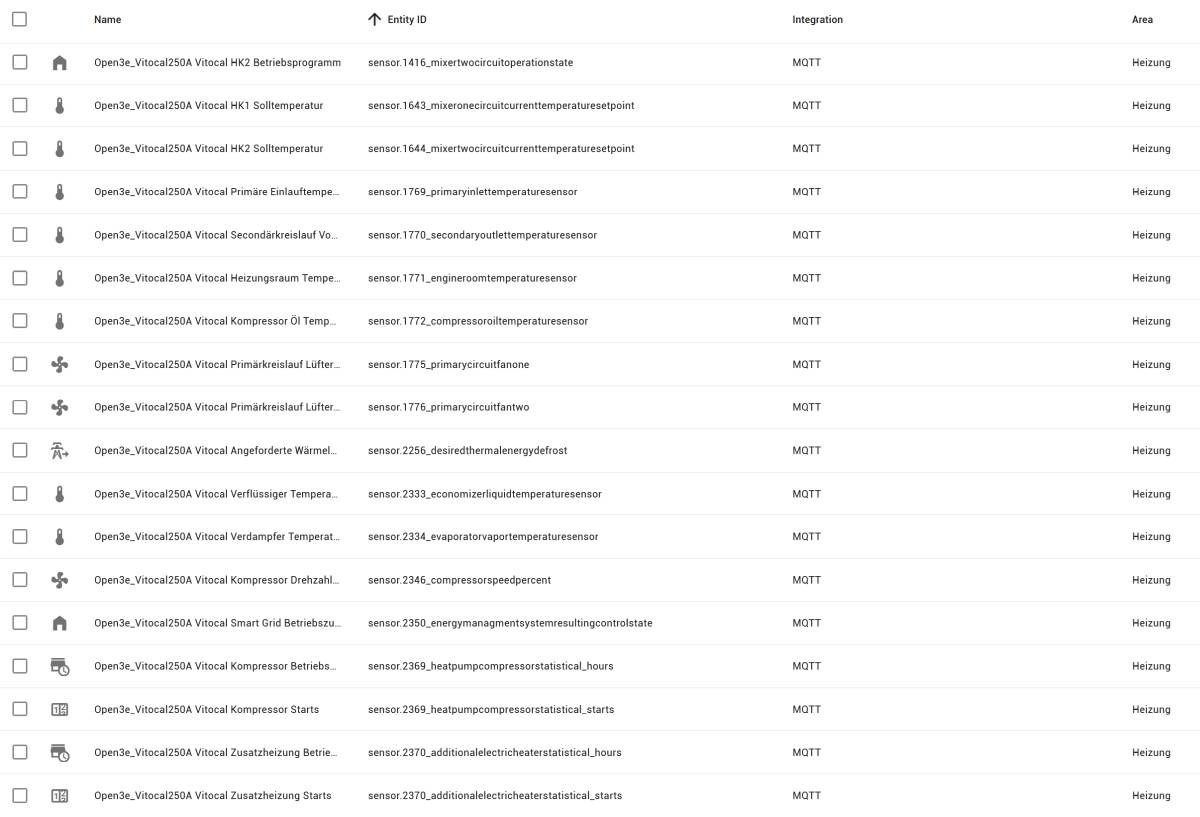 Name Entity ID Integration Area
Open3e_Vitocal250A Vitocal HK2 Betriebsprogramm sensor.1416_mixertwocircuitoperationstate MQTT Heizung
Open3e_Vitocal250A Vitocal HK1 Solltemperatur sensor.1643_mixeronecircuitcurrenttemperaturesetpoint MQTT Heizung
Open3e_Vitocal250A Vitocal HK2 Solltemperatur sensor.1644_mixertwocircuitcurrenttemperaturesetpoint MQTT Heizung
Open3e_Vitocal250A Vitocal Primäre Einlauftempe... sensor.1769_primaryinlettemperaturesensor MQTT Heizung
Open3e_Vitocal250A Vitocal Secondärkreislauf Vo... sensor.1770_secondaryoutlettemperaturesensor MQTT Heizung
Open3e_Vitocal250A Vitocal Heizungsraum Tempe... sensor.1771_engineroomtemperaturesensor MQTT Heizung
Open3e_Vitocal250A Vitocal Kompressor Öl Temp... sensor.1772_compressoroiltemperaturesensor MQTT Heizung
Open3e_Vitocal250A Vitocal Primärkreislauf Lüfter... sensor.1775_primarycircuitfanone MQTT Heizung
Open3e_Vitocal250A Vitocal Primärkreislauf Lüfter... sensor.1776_primarycircuitfantwo MQTT Heizung
Open3e_Vitocal250A Vitocal Angeforderte Wärmel... sensor.2256_desiredthermalenergydefrost MQTT Heizung
Open3e_Vitocal250A Vitocal Verflüssiger Tempera... sensor.2333_economizerliquidtemperaturesensor MQTT Heizung
Open3e_Vitocal250A Vitocal Verdampfer Temperat... sensor.2334_evaporatorvaportemperaturesensor MQTT Heizung
Open3e_Vitocal250A Vitocal Kompressor Drehzahl... sensor.2346_compressorspeedpercent MQTT Heizung
Open3e_Vitocal250A Vitocal Smart Grid Betriebszu... sensor.2350_energymanagmentsystemresultingcontrolstate MQTT Heizung
Open3e_Vitocal250A Vitocal Kompressor Betriebs... sensor.2369_heatpumpcompressorstatistical_hours MQTT Heizung
Open3e_Vitocal250A Vitocal Kompressor Starts sensor.2369_heatpumpcompressorstatistical_starts MQTT Heizung
Open3e_Vitocal250A Vitocal Zusatzheizung Betrie... sensor.2370_additionalelectricheaterstatistical_hours MQTT Heizung
Open3e_Vitocal250A Vitocal Zusatzheizung Starts sensor.2370_additionalelectricheaterstatistical_starts MQTT Heizung